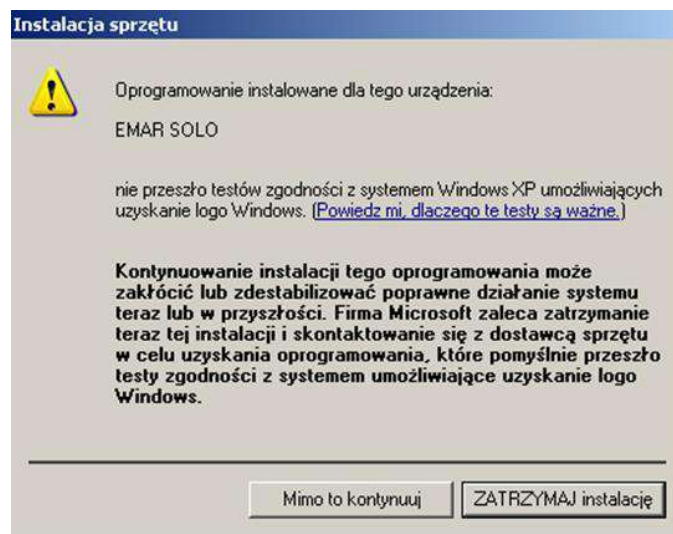 Instalacja sprzętu
Oprogramowanie instalowane dla tego urządzenia:
EMAR SOLO
nie przeszło testów zgodności z systemem Windows XP umożliwiających
uzyskanie logo Windows. (Powiedz mi, dlaczego te testy są ważne.)
Kontynuowanie instalacji tego oprogramowania może
zakłócić lub zdestabilizować poprawne działanie systemu
teraz lub w przyszłości. Firma Microsoft zaleca zatrzymanie
teraz tej instalacji i skontaktowanie się z dostawcą sprzętu
w celu uzyskania oprogramowania, które pomyślnie przeszło
testy zgodności z systemem umożliwiające uzyskanie logo
Windows.
Mimo to kontynuuj ZATRZYMAJ instalację